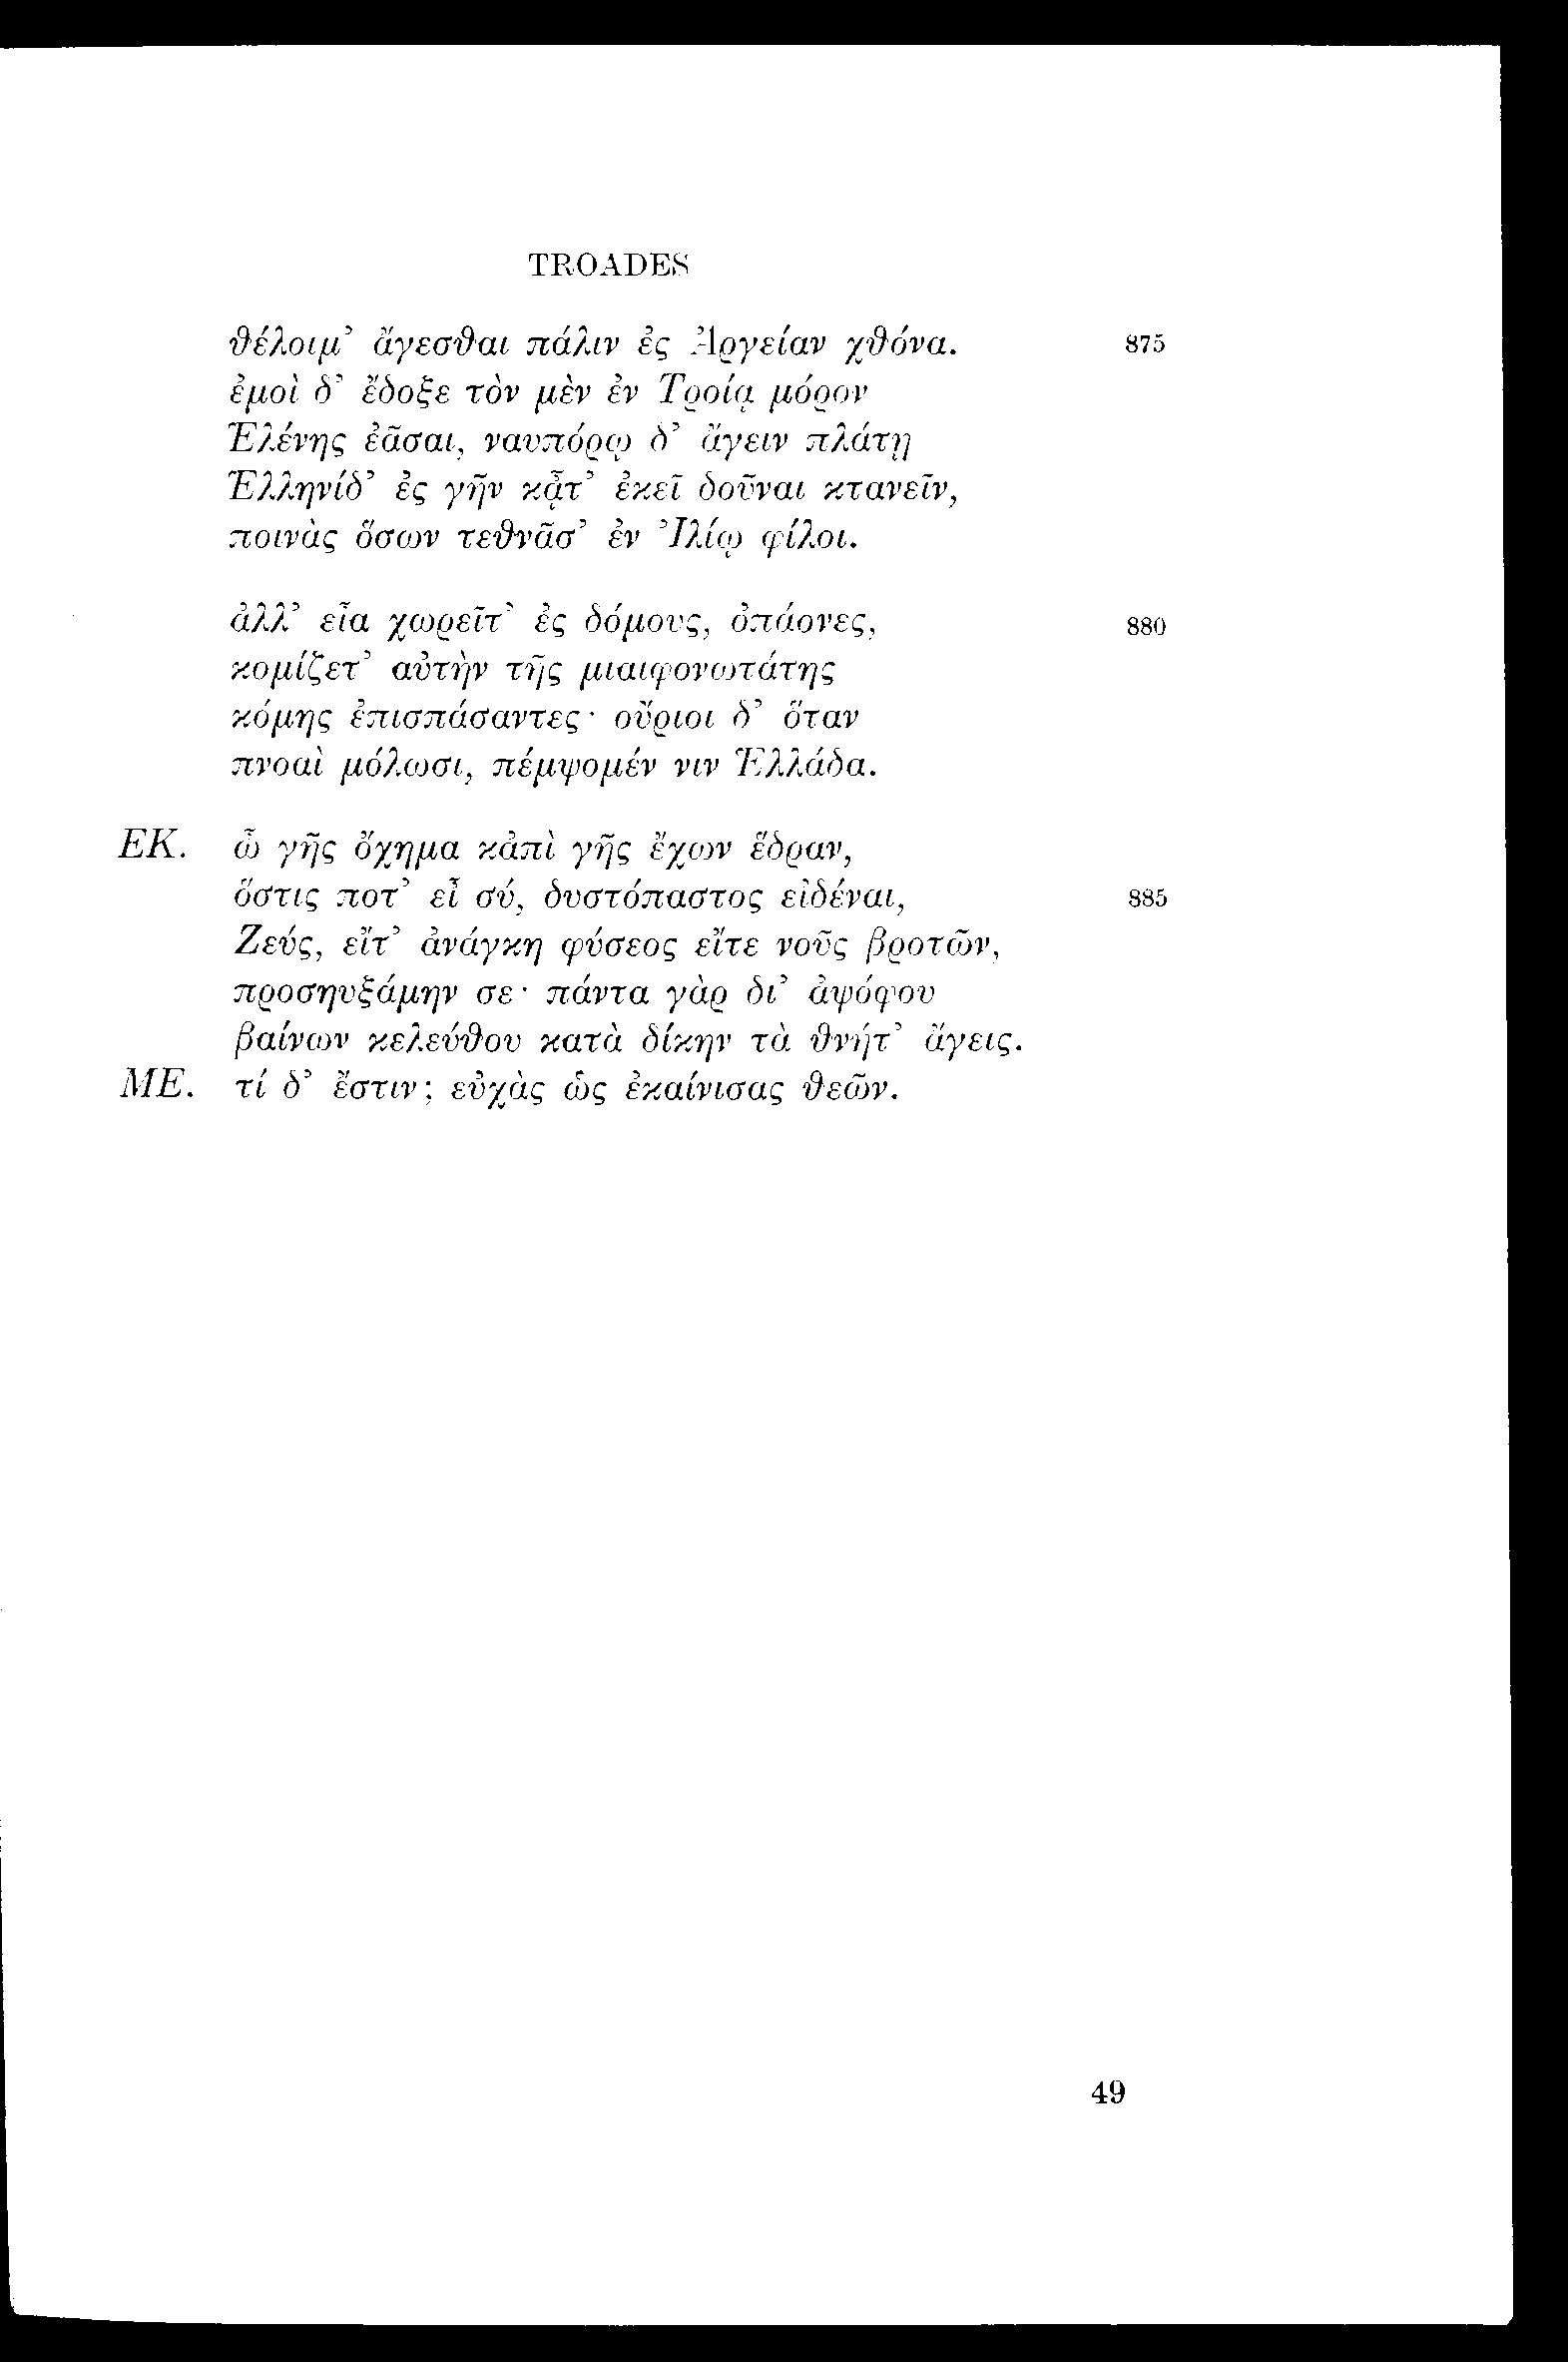 TROADES
θέλοιμ’ ἄγεσθαι πάλιν ἐς Ἀργείαν χθόνα. 875
ἐμοὶ δ’ ἔδοξε τὸν μὲν ἐν Τροίᾳ μόρον
Ἑλένης ἐᾶσαι, ναυπόρῳ δ’ ἄγειν πλάτῃ
Ἑλληνίδ’ ἐς γῆν κᾆτ’ ἐκεῖ δοῦναι κτανεῖν,
ποινὰς ὅσων τεθνᾶσ’ ἐν Ἰλίῳ φίλοι.
ἀλλ’ εἶα χωρεῖτ’ ἐς δόμους, ὀπάονες, 880
κομίζετ’ αὐτὴν τῆς μιαιφονωτάτης
κόμης ἐπισπάσαντες· οὔριοι δ’ ὅταν
πνοαὶ μόλωσι, πέμψομέν νιν Ἑλλάδα.
ΕΚ. ὦ γῆς ὄχημα κἀπὶ γῆς ἔχων ἕδραν,
ὅστις ποτ’ εἶ σύ, δυστόπαστος εἰδέναι, 885
Ζεύς, εἴτ’ ἀνάγκη φύσεος εἴτε νοῦς βροτῶν,
προσηυξάμην σε· πάντα γὰρ δι’ ἀψόφου
βαίνων κελεύθου κατὰ δίκην τὰ θνήτ’ ἄγεις.
ΜΕ. τί δ’ ἔστιν; εὐχὰς ὡς ἐκαίνισας θεῶν.
49